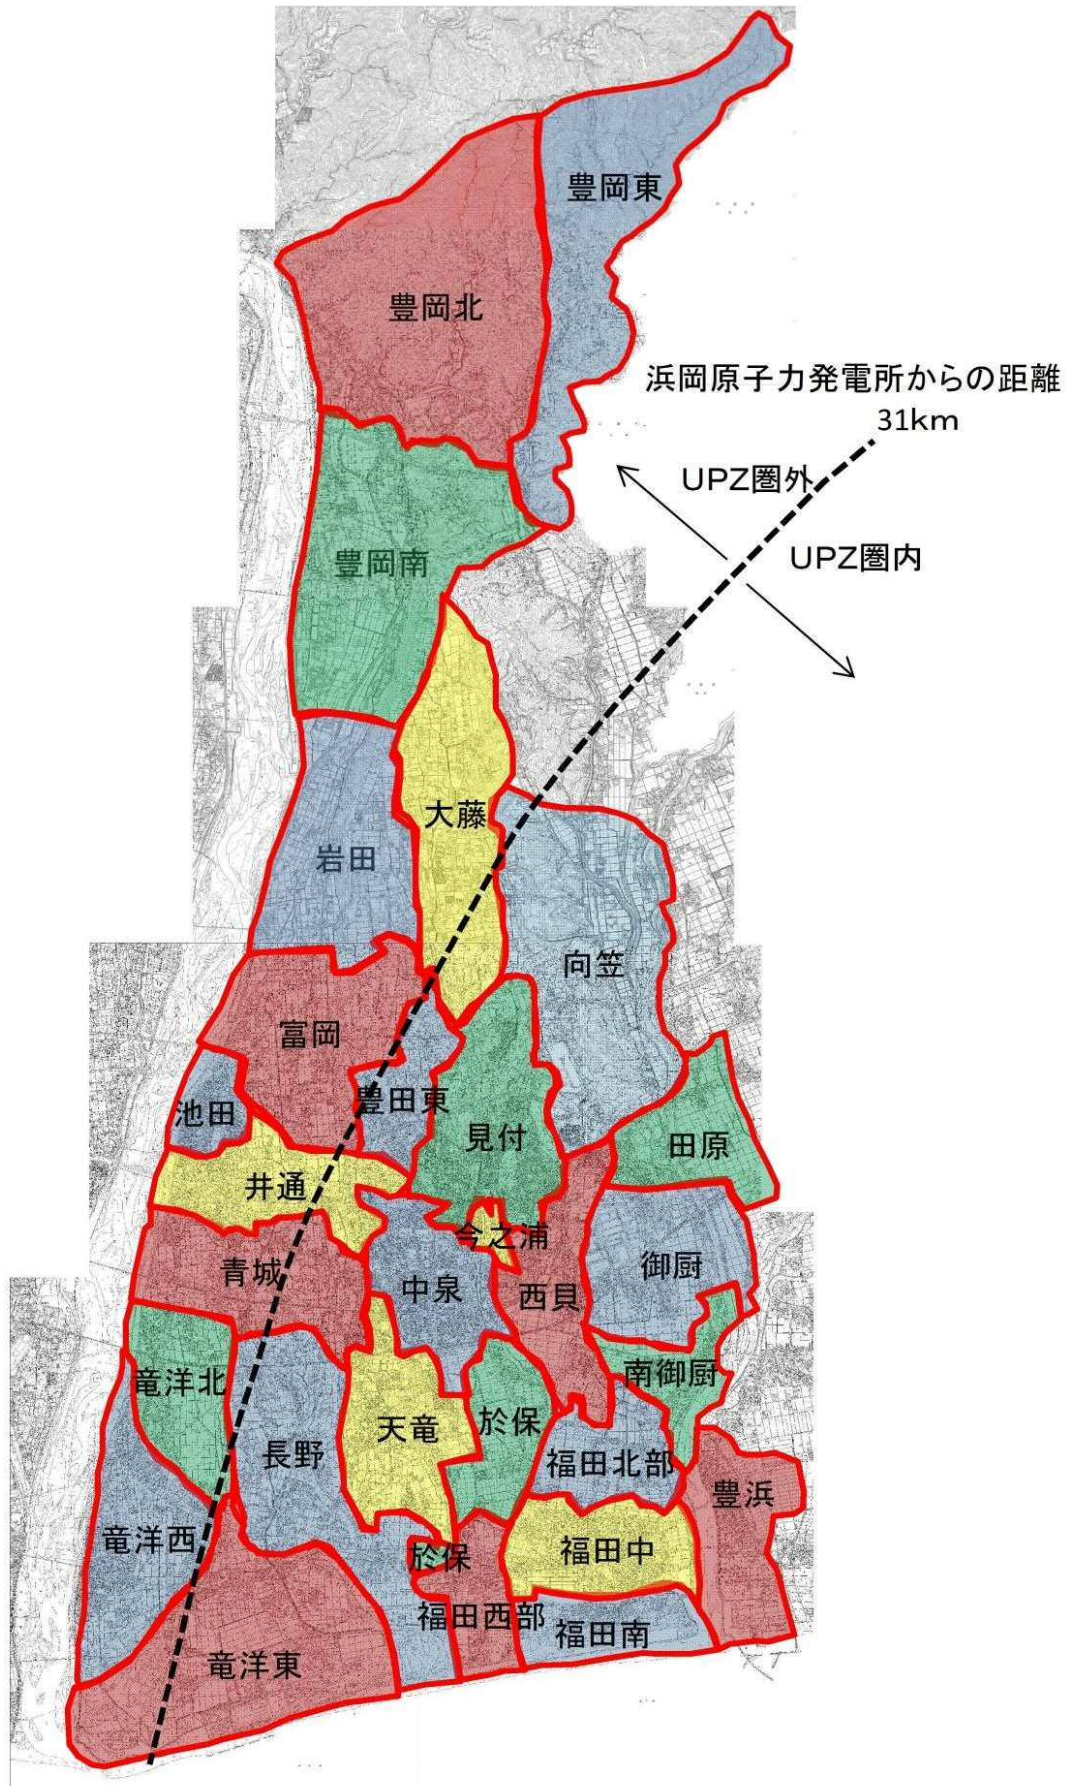 豊岡東
豊岡北
浜岡原子力発電所からの距離
31km
UPZ圏外
UPZ圏内
豊岡南
大藤
岩田
向笠
富岡
池田
豊田東
見付
田原
井通
今之浦
青城
中泉
西貝
御厨
竜洋北
南御厨
長野
天竜
於保
福田北部
豊浜
竜洋西
於保
福田中
福田西部
福田南
竜洋東